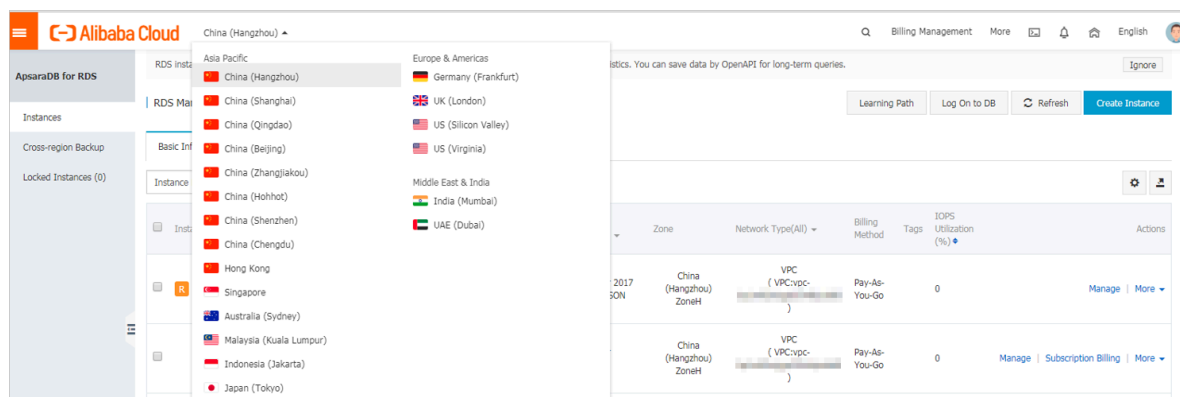 Alibaba Cloud
China (Hangzhou)
Billing Management
More
English
ApsaraDB for RDS
Instances
Cross-region Backup
Locked Instances (0)
RDS insta
istics. You can save data by OpenAPI for long-term queries.
Ignore
RDS Mar
Learning Path
Log On to DB
Refresh
Create Instance
Basic Inf
Instance
Asia Pacific
China (Hangzhou)
China (Shanghai)
China (Qingdao)
China (Beijing)
China (Zhangjiakou)
China (Hohhot)
China (Shenzhen)
China (Chengdu)
Hong Kong
Singapore
Australia (Sydney)
Malaysia (Kuala Lumpur)
Indonesia (Jakarta)
Japan (Tokyo)
Europe & Americas
Germany (Frankfurt)
UK (London)
US (Silicon Valley)
US (Virginia)
Middle East & India
India (Mumbai)
UAE (Dubai)
Insta
Zone
Network Type(All)
Billing
Method
Tags
IOPS
Utilization
(%)
Actions
R
2017
SON
China
(Hangzhou)
ZoneH
VPC
( VPC:vpc-
)
Pay-As-
You-Go
0
Manage | More
China
(Hangzhou)
ZoneH
VPC
( VPC:vpc-
)
Pay-As-
You-Go
0
Manage | Subscription Billing | More